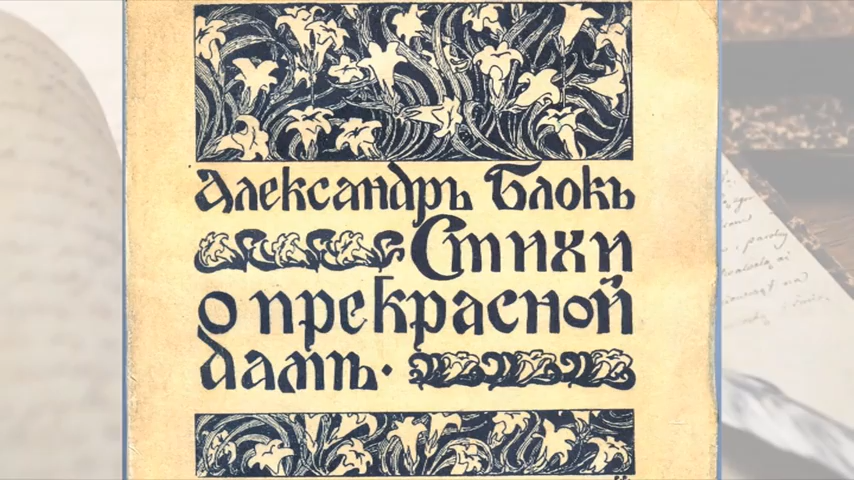 Александръ Блокъ
Стихи
о прекрасной
дамѣ.